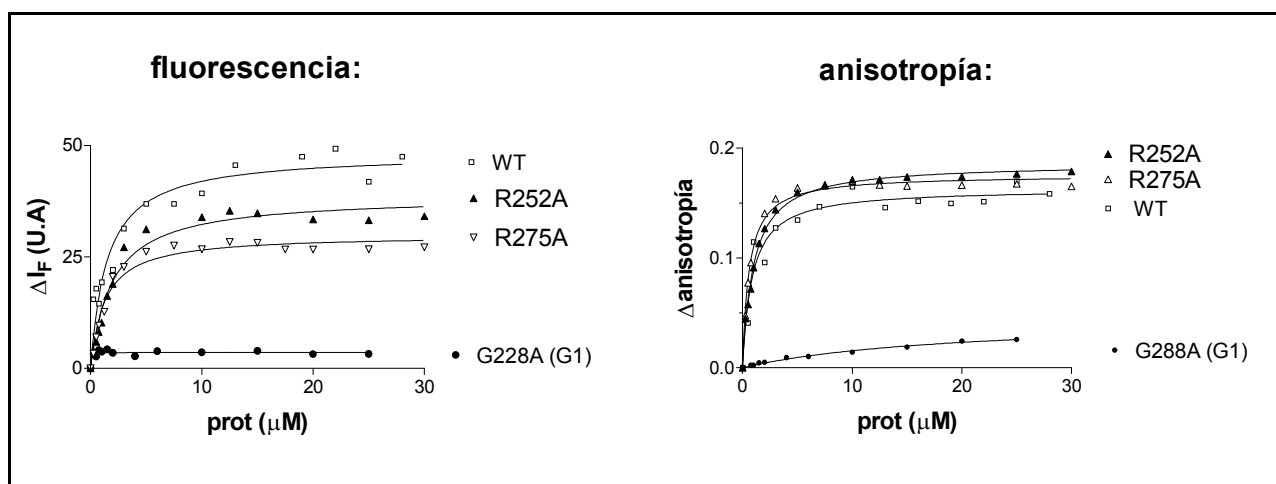 fluorescencia:
50
25
0
0 10 20 30
ΔI_F (U.A)
prot (μM)
WT
R252A
R275A
G228A (G1)
anisotropía:
0.2
0.1
0.0
0 10 20 30
Δanisotropía
prot (μM)
R252A
R275A
WT
G288A (G1)